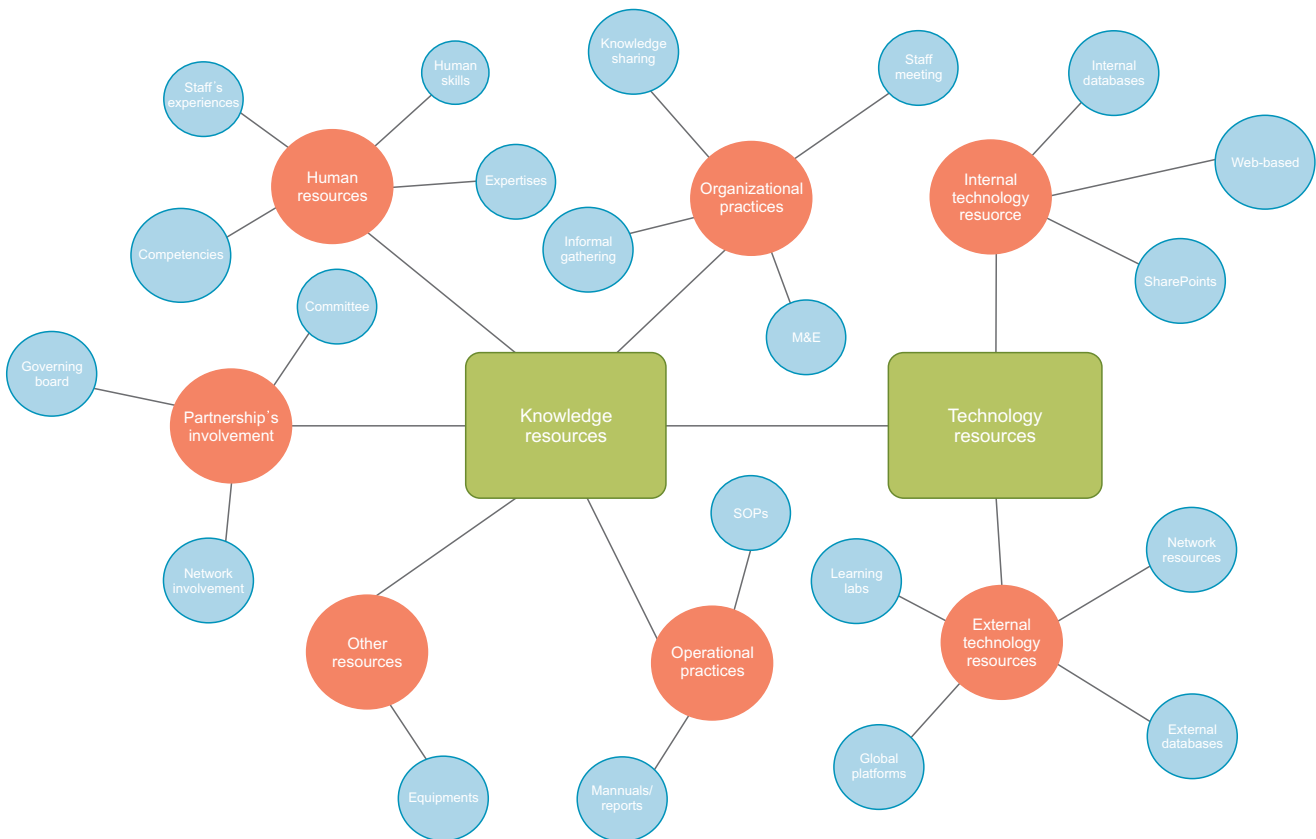 Knowledge
sharing
Staff
meeting
Internal
databases
Human
skills
Staff`s
experiences
Web-based
Human
resources
Expertises
Organizational
practices
Internal
technology
resuorce
Competencies
Informal
gathering
SharePoints
Committee
M&E
Governing
board
Partnership`s
involvement
Knowledge
resources
Technology
resources
SOPs
Network
involvement
Learning
labs
Network
resources
Other
resources
Operational
practices
External
technology
resources
Equipments
Mannuals/
reports
Global
platforms
External
databases